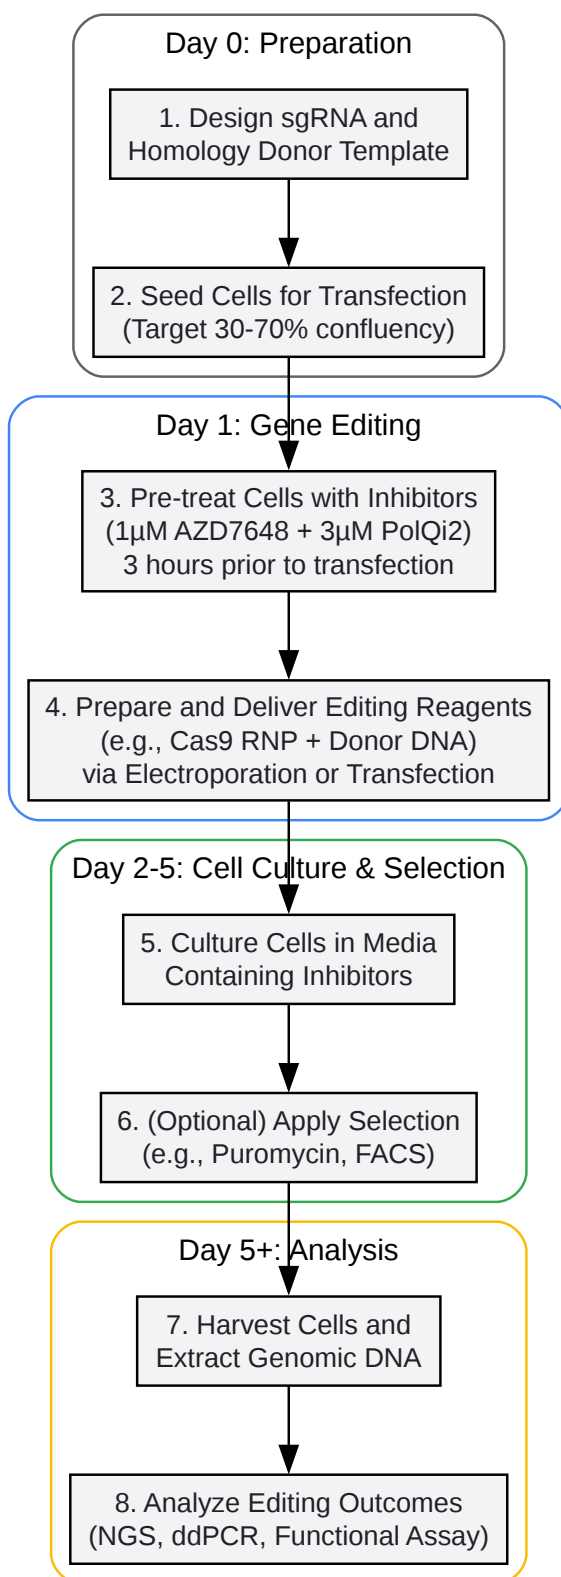 Day 0: Preparation
1. Design sgRNA and
Homology Donor Template
2. Seed Cells for Transfection
(Target 30-70% confluency)
Day 1: Gene Editing
3. Pre-treat Cells with Inhibitors
(1µM AZD7648 + 3µM PolQi2)
3 hours prior to transfection
4. Prepare and Deliver Editing Reagents
(e.g., Cas9 RNP + Donor DNA)
via Electroporation or Transfection
Day 2-5: Cell Culture & Selection
5. Culture Cells in Media
Containing Inhibitors
6. (Optional) Apply Selection
(e.g., Puromycin, FACS)
Day 5+: Analysis
7. Harvest Cells and
Extract Genomic DNA
8. Analyze Editing Outcomes
(NGS, ddPCR, Functional Assay)